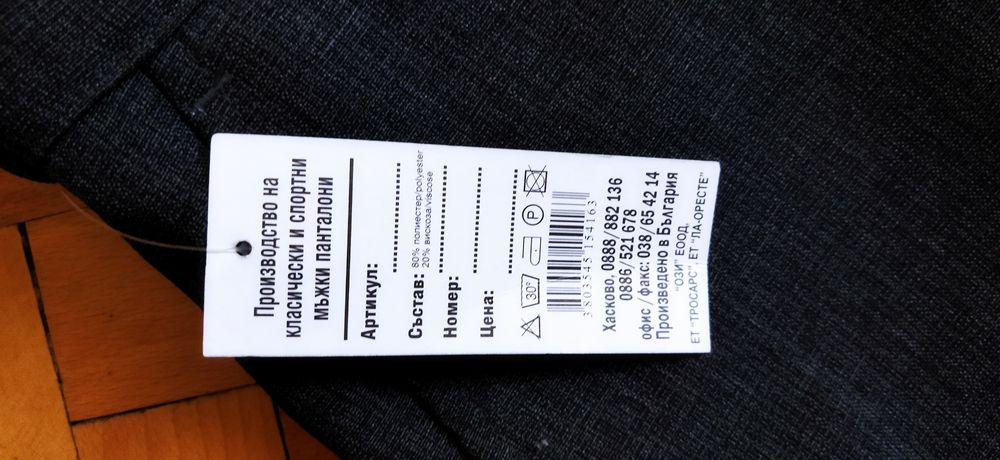 Производство на
класически и спортни
мъжки панталони
Артикул:
Състав: 80% полиестер/polyester
20% вискоза/viscose
Номер:
Цена:
30°
P
3803545154163
Хасково, 0888/882 136
0886/521 678
офис / факс: 038/65 42 14
Произведено в България
"ОЗИ" ЕООД,
ЕТ "ТРОСАРС", ЕТ "ЛА-ОРЕСТЕ"